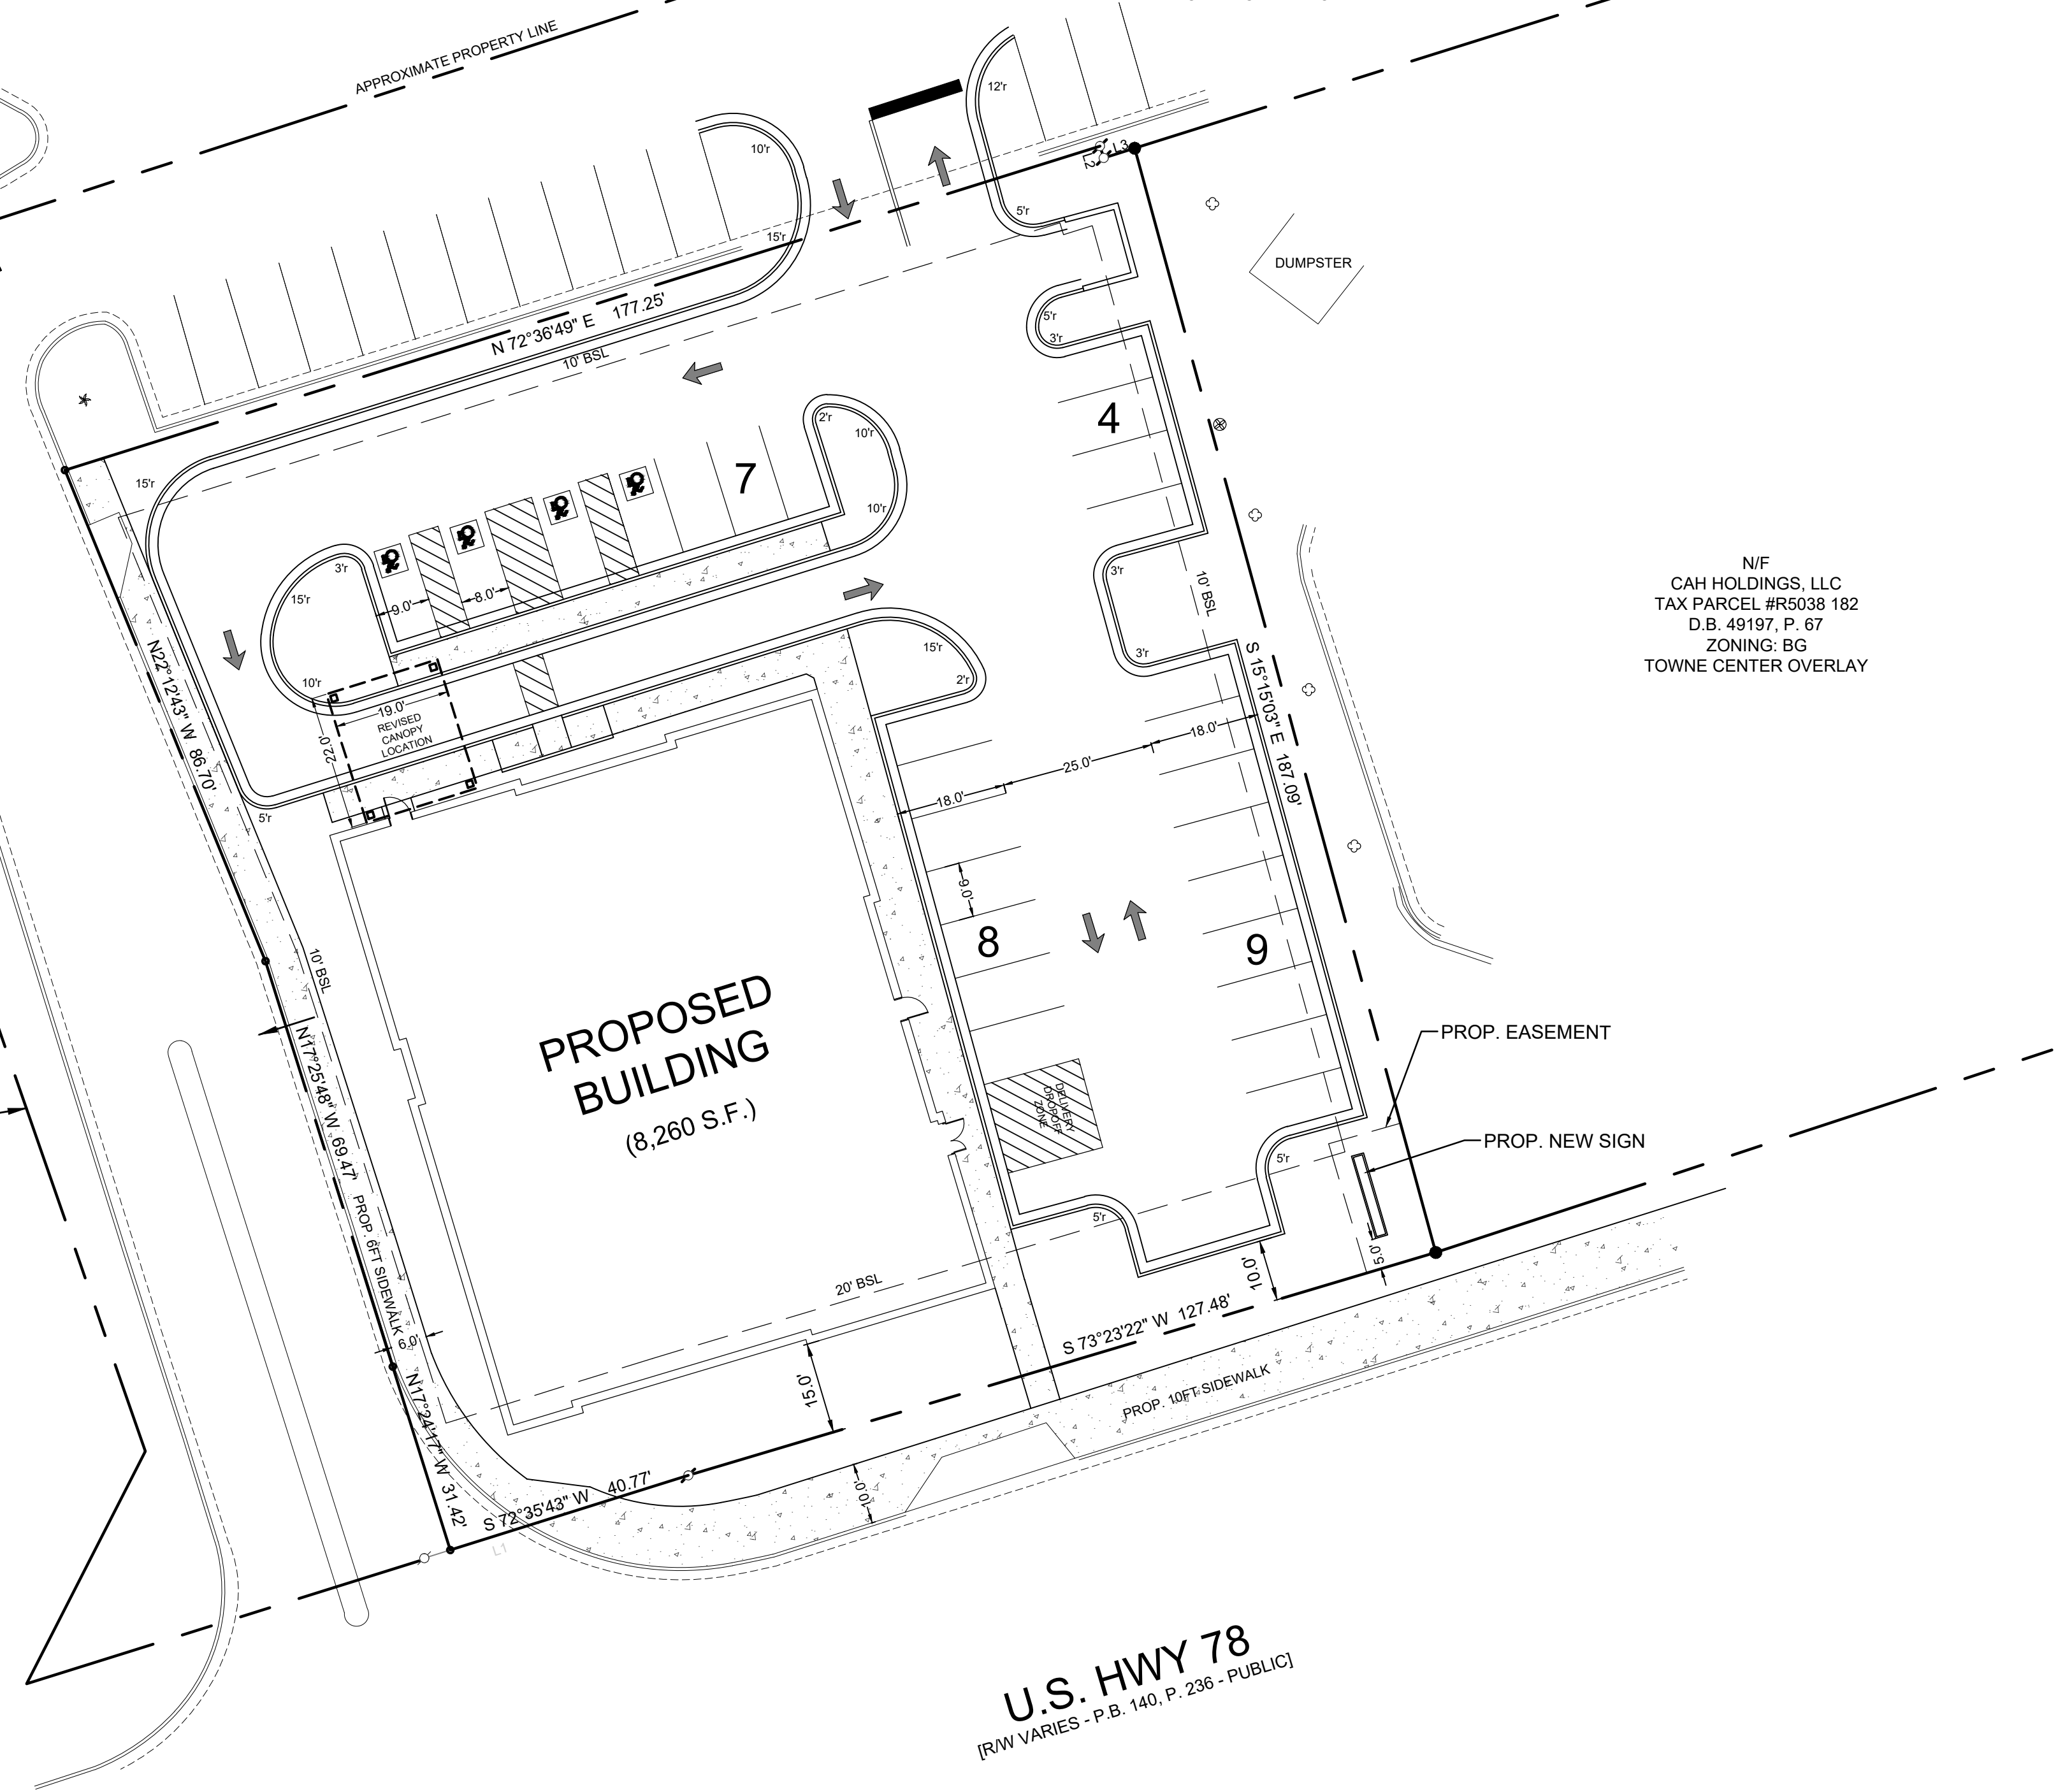 APPROXIMATE PROPERTY LINE
12'r
10'r
L3
L2
5'r
15'r
DUMPSTER
N 72°36'49" E 177.25'
10' BSL
5'r
3'r
4
2'r
10'r
7
15'r
10'r
3'r
15'r
9.0'
8.0'
3'r
10' BSL
N/F
CAH HOLDINGS, LLC
TAX PARCEL #R5038 182
D.B. 49197, P. 67
ZONING: BG
TOWNE CENTER OVERLAY
15'r
3'r
2'r
10'r
19.0'
REVISED
CANOPY
LOCATION
22.0'
N22°12'43" W 86.70'
S 15°15'03" E 187.09'
18.0'
25.0'
18.0'
5'r
9.0'
8
9
10' BSL
PROPOSED
BUILDING
(8,260 S.F.)
N17°25'48" W 69.47'
DELIVERY
DROPOFF
ZONE
PROP. EASEMENT
PROP. NEW SIGN
5'r
5'r
PROP. 6FT SIDEWALK
6.0'
20' BSL
10.0'
5.0'
15.0'
S 73°23'22" W 127.48'
PROP. 10FT SIDEWALK
N17°24'17" W 31.42'
S 72°35'43" W 40.77'
10.0'
L1
U.S. HWY 78
[R/W VARIES - P.B. 140, P. 236 - PUBLIC]